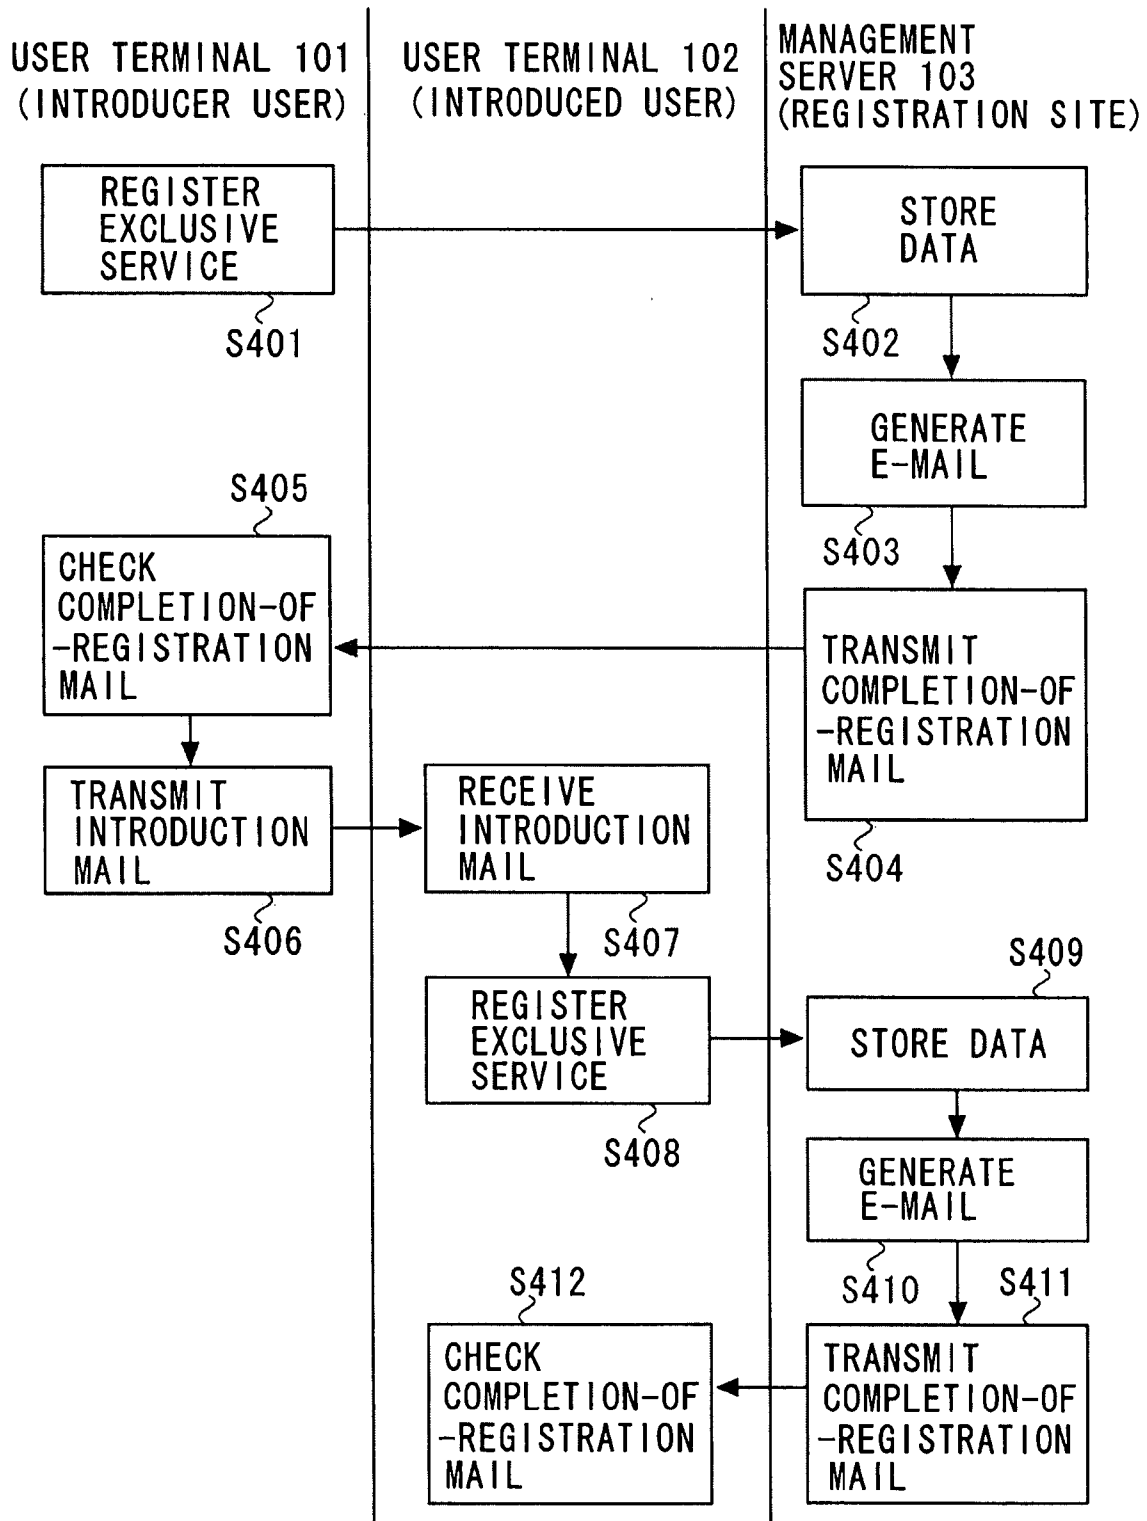 USER TERMINAL 101
(INTRODUCER USER)
USER TERMINAL 102
(INTRODUCED USER)
MANAGEMENT
SERVER 103
(REGISTRATION SITE)
REGISTER
EXCLUSIVE
SERVICE
S401
STORE
DATA
S402
GENERATE
E-MAIL
S403
TRANSMIT
COMPLETION-OF
-REGISTRATION
MAIL
S404
S405
CHECK
COMPLETION-OF
-REGISTRATION
MAIL
TRANSMIT
INTRODUCTION
MAIL
S406
RECEIVE
INTRODUCTION
MAIL
S407
REGISTER
EXCLUSIVE
SERVICE
S408
S409
STORE DATA
GENERATE
E-MAIL
S410
S411
TRANSMIT
COMPLETION-OF
-REGISTRATION
MAIL
S412
CHECK
COMPLETION-OF
-REGISTRATION
MAIL